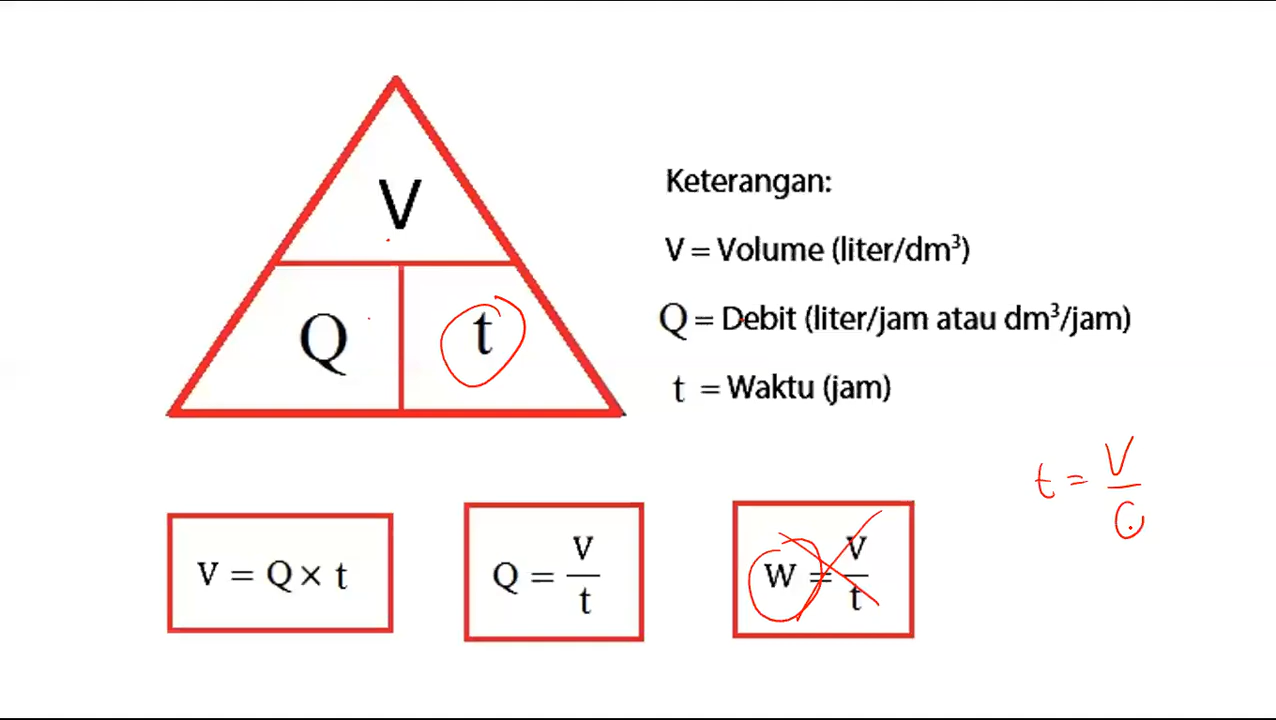 V
Q
t
Keterangan:
V = Volume (liter/dm³)
Q = Debit (liter/jam atau dm³/jam)
t = Waktu (jam)
t = V/Q
V = Q × t
Q = V/t
W = V/t